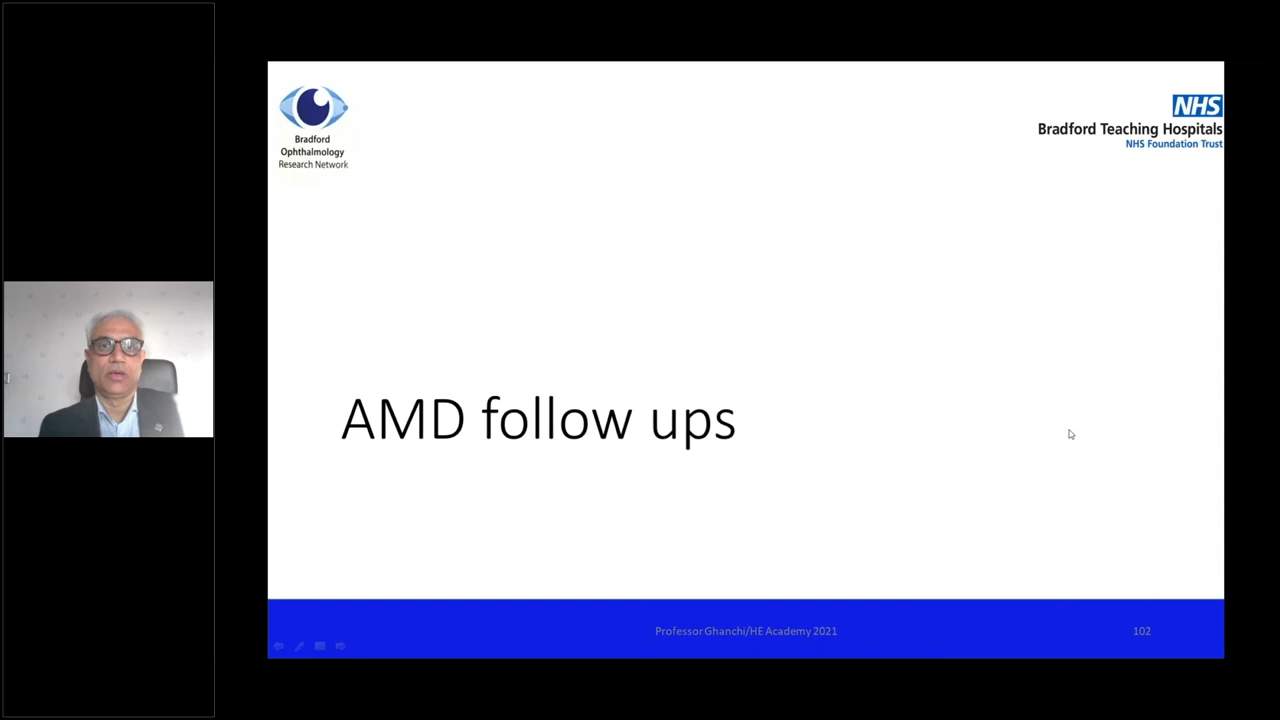 Bradford
Ophthalmology
Research Network
NHS
Bradford Teaching Hospitals
NHS Foundation Trust
AMD follow ups
Professor Ghanchi/HE Academy 2021
102